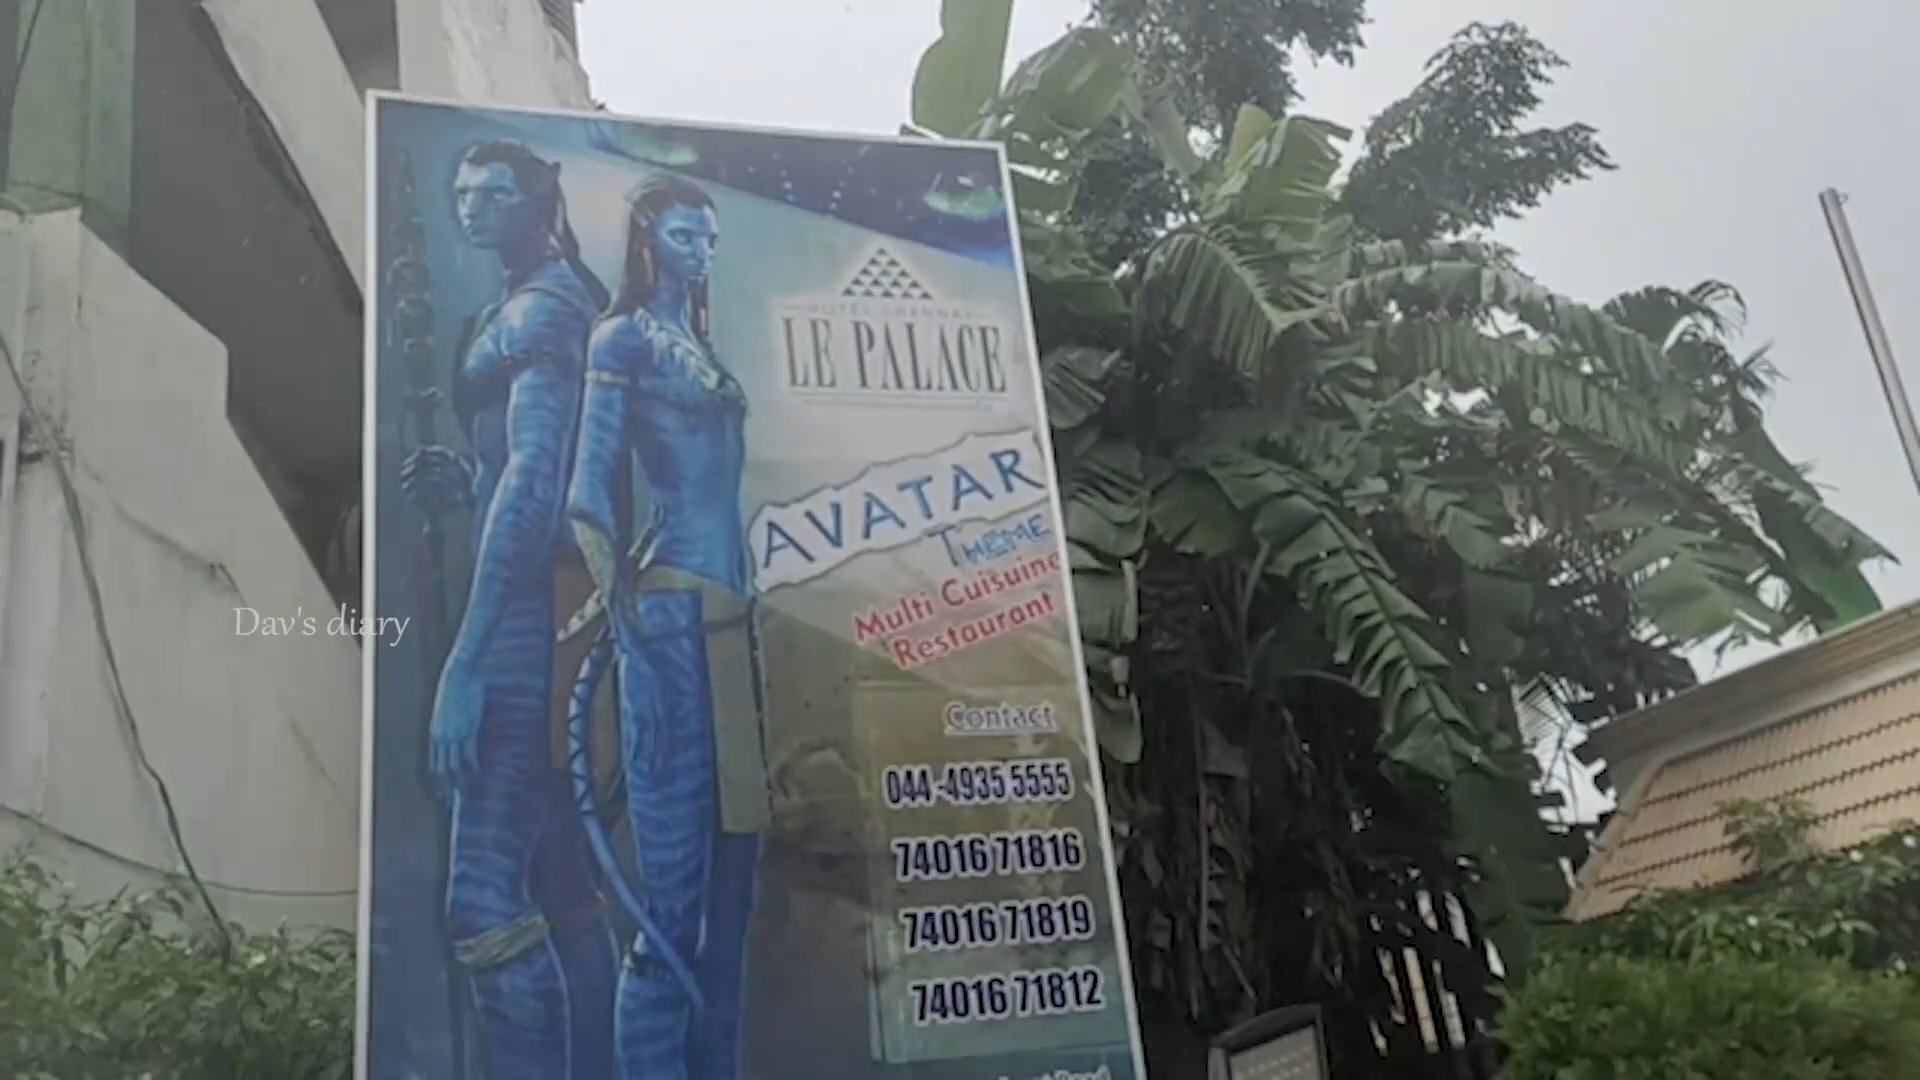 HOTEL CHENNAI
LE PALACE
AVATAR
THEME
Multi Cuisuine
Restaurant
Contact
044-4935 5555
74016 71816
74016 71819
74016 71812
Dav's diary